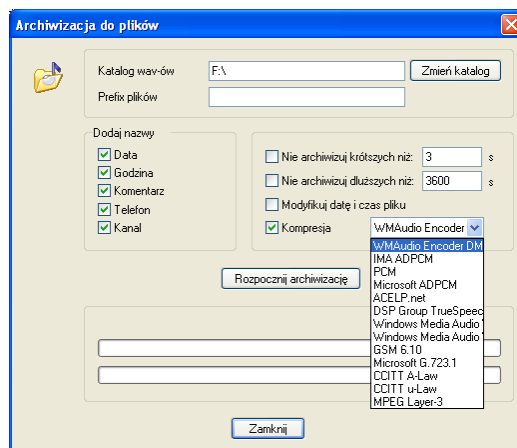 Archiwizacja do plików
Katalog wav-ów
F:\
Zmień katalog
Prefix plików
Dodaj nazwy
Data
Godzina
Komentarz
Telefon
Kanał
Nie archiwizuj krótszych niż: 3 s
Nie archiwizuj dłuższych niż: 3600 s
Modyfikuj datę i czas pliku
Kompresja
WMAudio Encoder
WMAudio Encoder DM
IMA ADPCM
PCM
Microsoft ADPCM
ACELP.net
DSP Group TrueSpeec
Windows Media Audio
Windows Media Audio
GSM 6.10
Microsoft G.723.1
CCITT A-Law
CCITT u-Law
MPEG Layer-3
Rozpocznij archiwizację
Zamknij